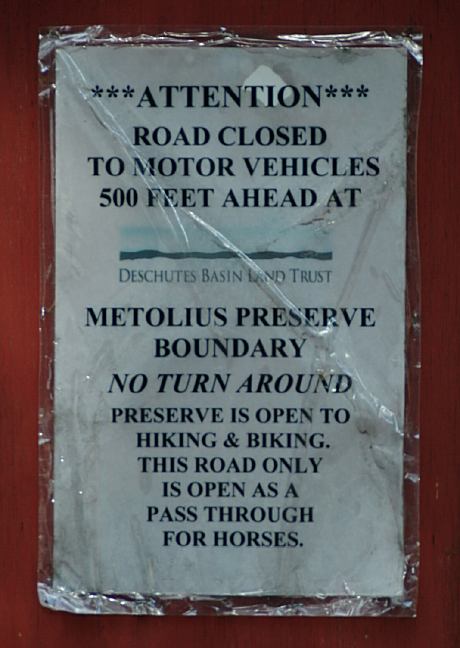 ***ATTENTION***
ROAD CLOSED
TO MOTOR VEHICLES
500 FEET AHEAD AT
DESCHUTES BASIN LAND TRUST
METOLIUS PRESERVE
BOUNDARY
NO TURN AROUND
PRESERVE IS OPEN TO
HIKING & BIKING.
THIS ROAD ONLY
IS OPEN AS A
PASS THROUGH
FOR HORSES.